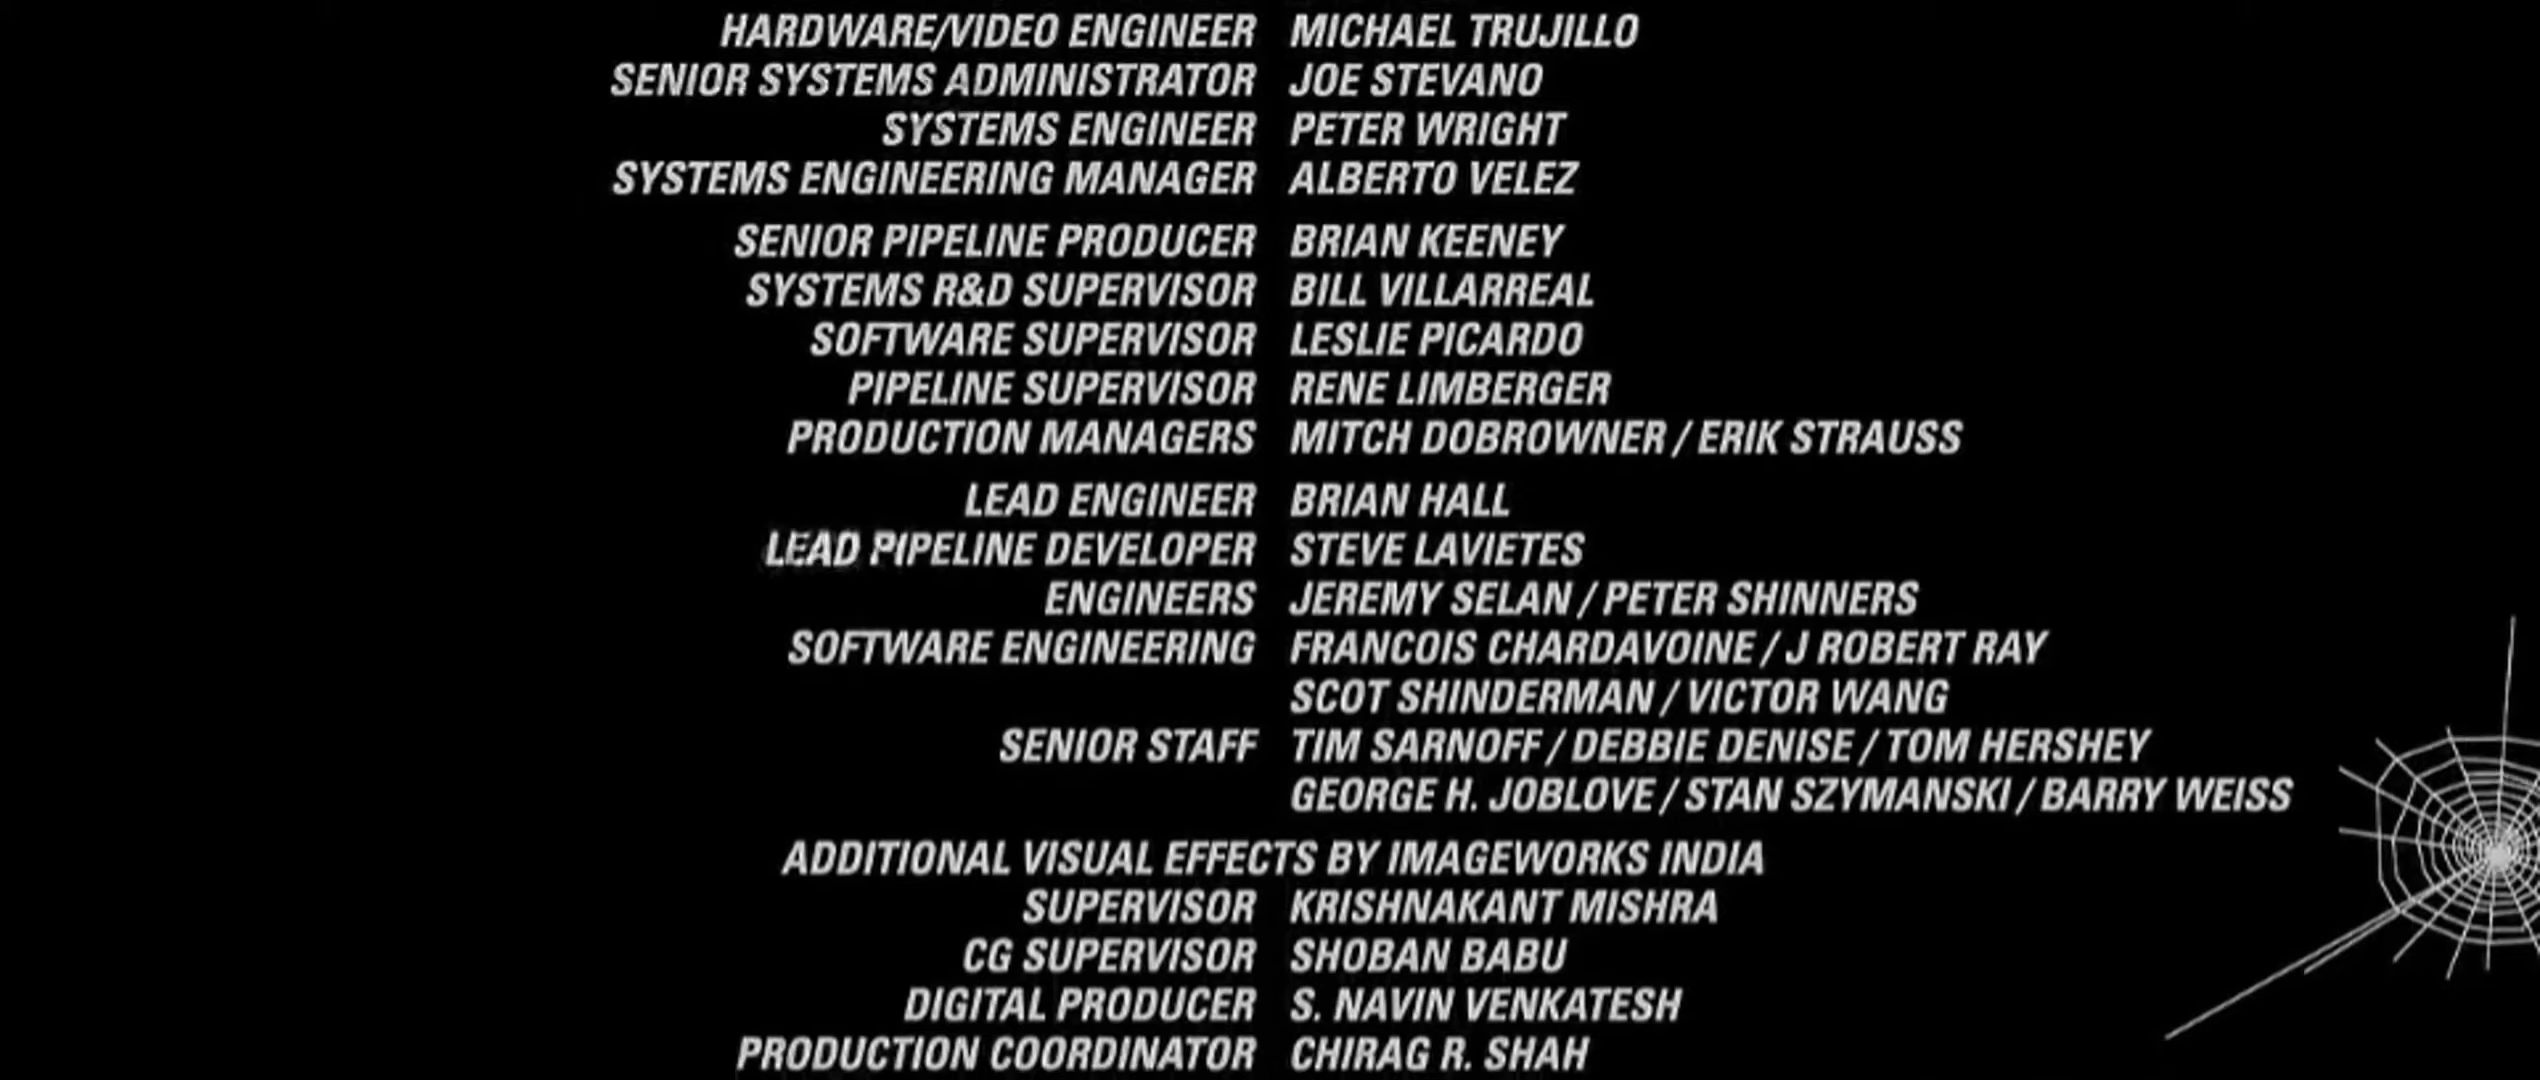 HARDWARE/VIDEO ENGINEER MICHAEL TRUJILLO
SENIOR SYSTEMS ADMINISTRATOR JOE STEVANO
SYSTEMS ENGINEER PETER WRIGHT
SYSTEMS ENGINEERING MANAGER ALBERTO VELEZ
SENIOR PIPELINE PRODUCER BRIAN KEENEY
SYSTEMS R&D SUPERVISOR BILL VILLARREAL
SOFTWARE SUPERVISOR LESLIE PICARDO
PIPELINE SUPERVISOR RENE LIMBERGER
PRODUCTION MANAGERS MITCH DOBROWNER / ERIK STRAUSS
LEAD ENGINEER BRIAN HALL
LEAD PIPELINE DEVELOPER STEVE LAVIETES
ENGINEERS JEREMY SELAN / PETER SHINNERS
SOFTWARE ENGINEERING FRANCOIS CHARDAVOINE / J ROBERT RAY
SCOT SHINDERMAN / VICTOR WANG
SENIOR STAFF TIM SARNOFF / DEBBIE DENISE / TOM HERSHEY
GEORGE H. JOBLOVE / STAN SZYMANSKI / BARRY WEISS
ADDITIONAL VISUAL EFFECTS BY IMAGEWORKS INDIA
SUPERVISOR KRISHNAKANT MISHRA
CG SUPERVISOR SHOBAN BABU
DIGITAL PRODUCER S. NAVIN VENKATESH
PRODUCTION COORDINATOR CHIRAG R. SHAH